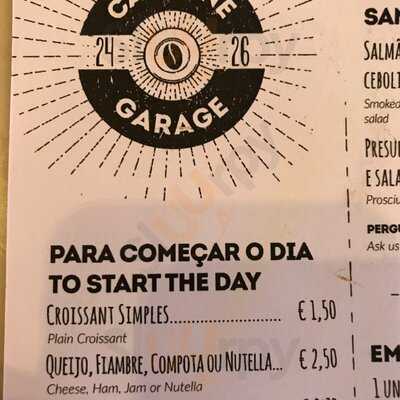 24 26
GARAGE
PARA COMEÇAR O DIA
TO START THE DAY
CROISSANT SIMPLES........................ € 1,50
Plain Croissant
QUEIJO, FIAMBRE, COMPOTA OU NUTELLA... € 2,50
Cheese, Ham, Jam or Nutella
SALMÃ
CEBOLI
Smoked
salad
PRESU
E SALA
Prosciu
PERGU
Ask us
EM
1 UN